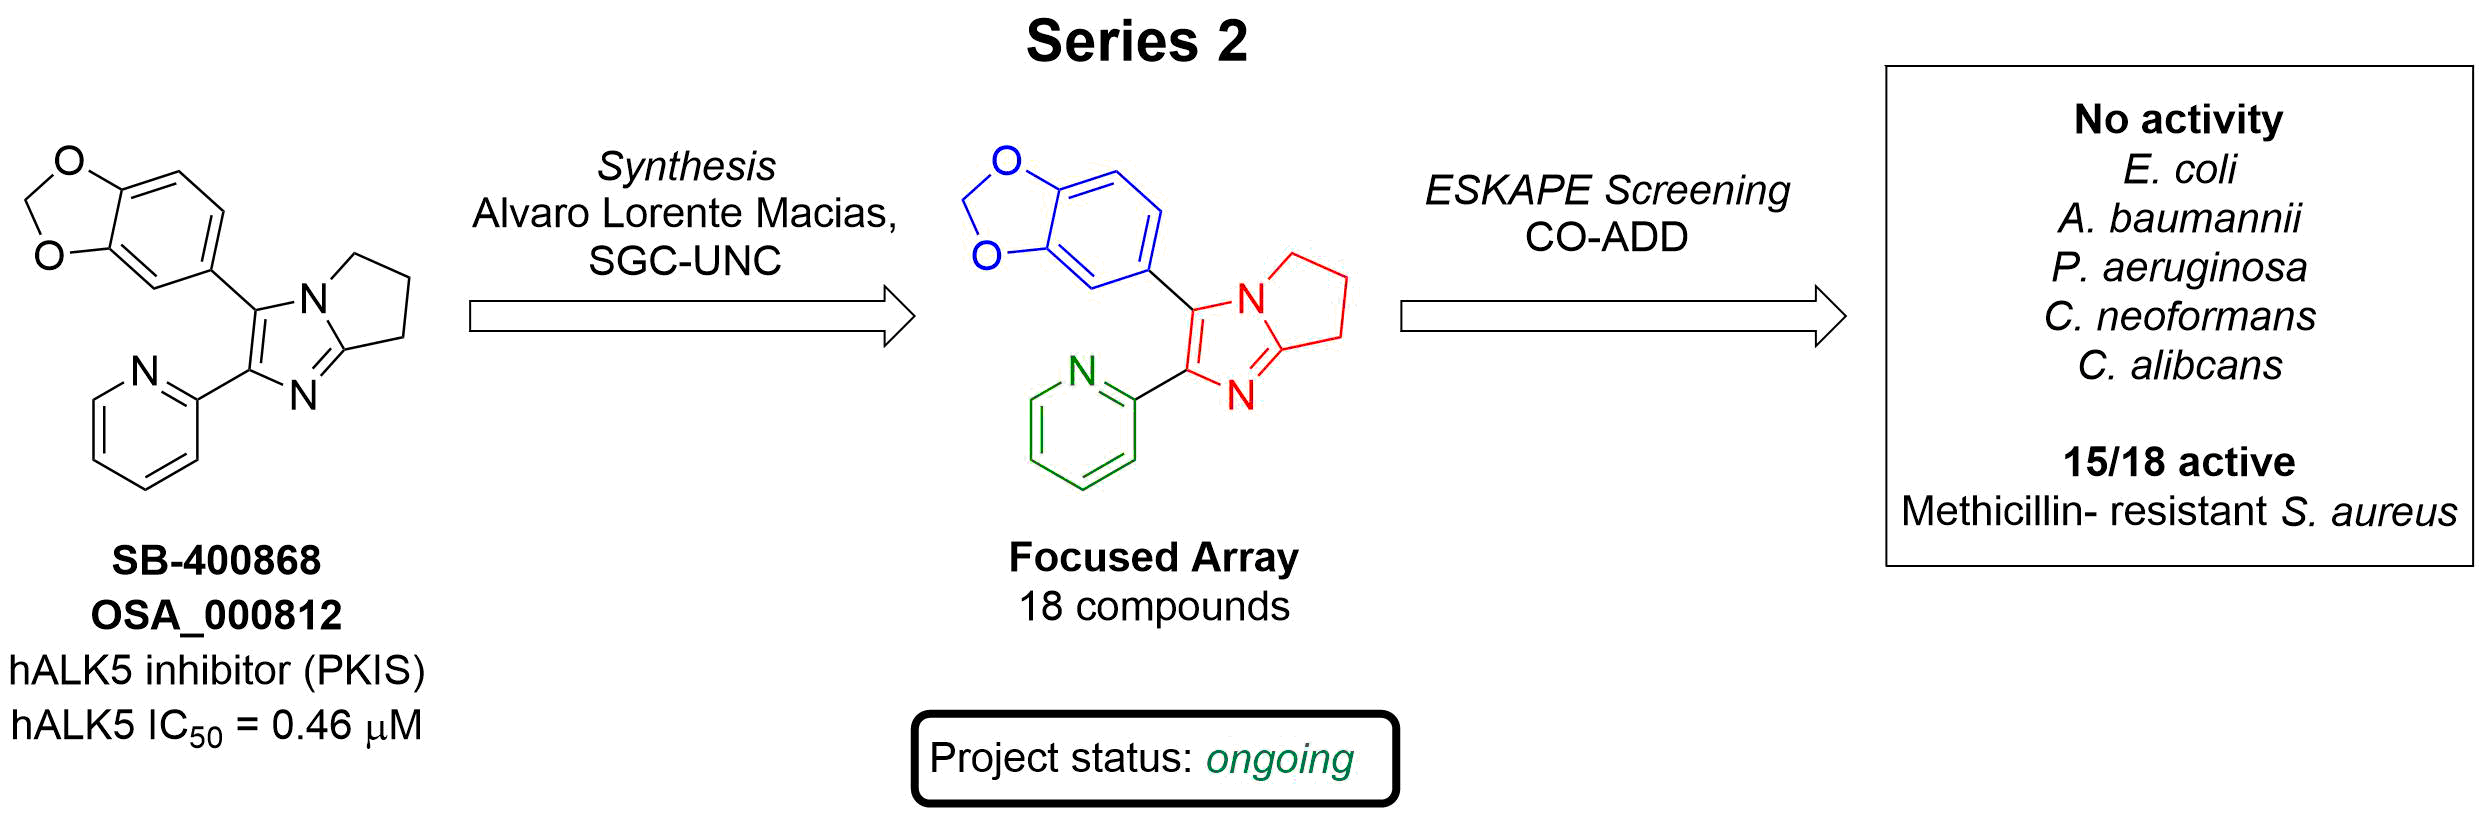 Series 2
O
O
N
N
N
SB-400868
OSA_000812
hALK5 inhibitor (PKIS)
hALK5 IC50 = 0.46 μM
Synthesis
Alvaro Lorente Macias,
SGC-UNC
O
O
N
N
N
Focused Array
18 compounds
ESKAPE Screening
CO-ADD
No activity
E. coli
A. baumannii
P. aeruginosa
C. neoformans
C. alibcans
15/18 active
Methicillin- resistant S. aureus
Project status: ongoing